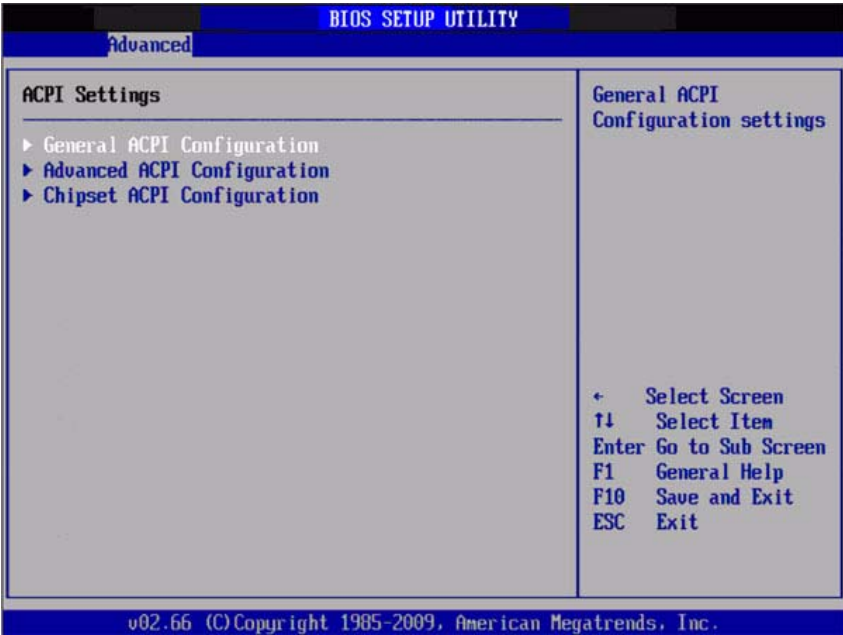 BIOS SETUP UTILITY
Advanced
ACPI Settings
▶ General ACPI Configuration
▶ Advanced ACPI Configuration
▶ Chipset ACPI Configuration
General ACPI
Configuration settings
← Select Screen
↑↓ Select Item
Enter Go to Sub Screen
F1 General Help
F10 Save and Exit
ESC Exit
v02.66 (C)Copyright 1985-2009, American Megatrends, Inc.